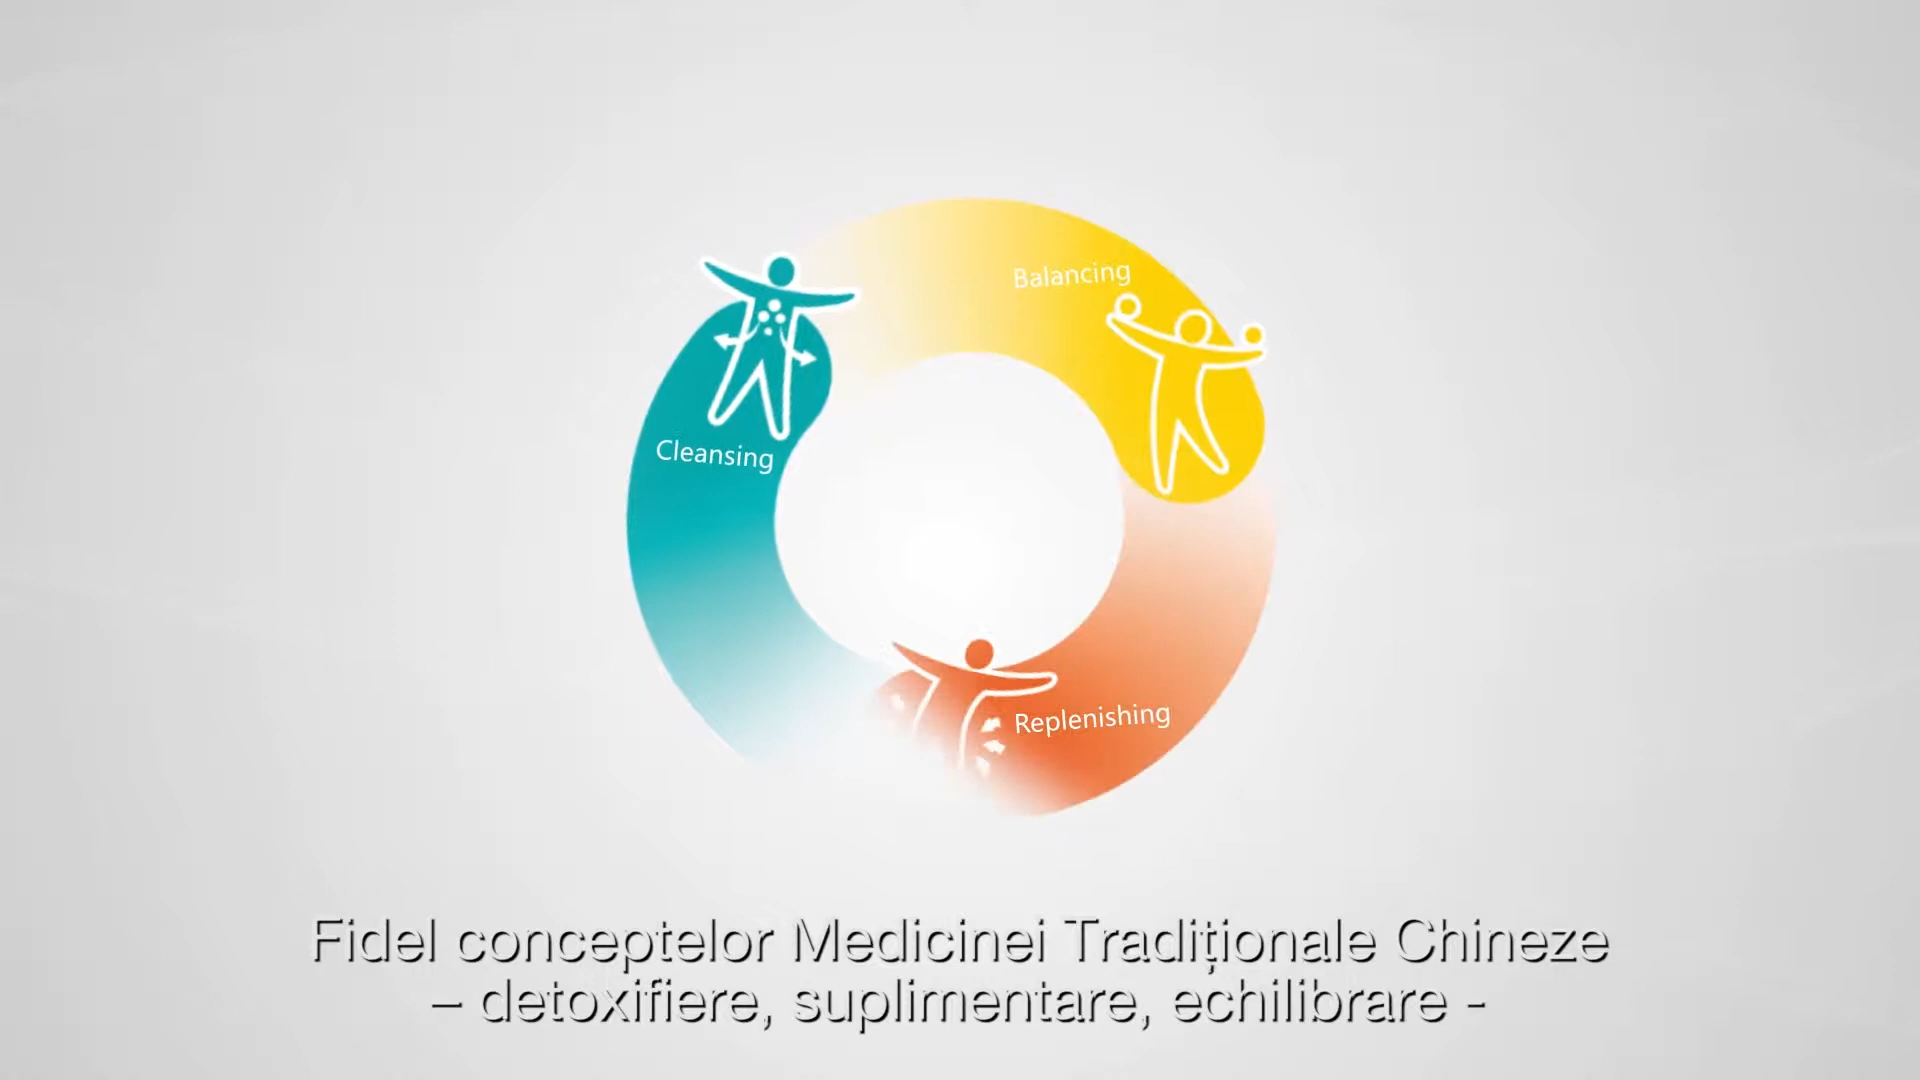 Balancing
Cleansing
Replenishing
Fidel conceptelor Medicinei Tradiționale Chineze
– detoxifiere, suplimentare, echilibrare -